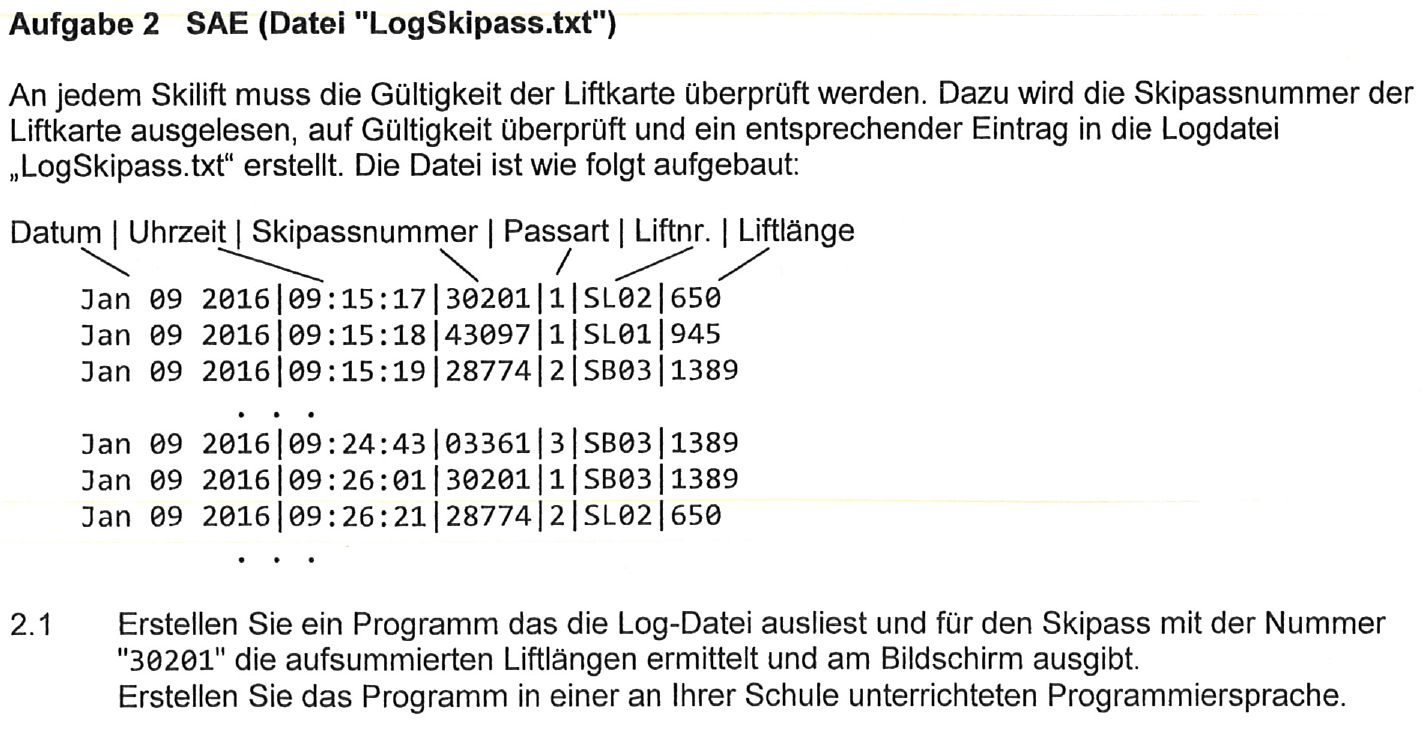 Aufgabe 2 SAE (Datei "LogSkipass.txt")
An jedem Skilift muss die Gültigkeit der Liftkarte überprüft werden. Dazu wird die Skipassnummer der
Liftkarte ausgelesen, auf Gültigkeit überprüft und ein entsprechender Eintrag in die Logdatei
„LogSkipass.txt“ erstellt. Die Datei ist wie folgt aufgebaut:
Datum | Uhrzeit | Skipassnummer | Passart | Liftnr. | Liftlänge
Jan 09 2016|09:15:17|30201|1|SL02|650
Jan 09 2016|09:15:18|43097|1|SL01|945
Jan 09 2016|09:15:19|28774|2|SB03|1389
. . .
Jan 09 2016|09:24:43|03361|3|SB03|1389
Jan 09 2016|09:26:01|30201|1|SB03|1389
Jan 09 2016|09:26:21|28774|2|SL02|650
. . .
2.1 Erstellen Sie ein Programm das die Log-Datei ausliest und für den Skipass mit der Nummer
"30201" die aufsummierten Liftlängen ermittelt und am Bildschirm ausgibt.
Erstellen Sie das Programm in einer an Ihrer Schule unterrichteten Programmiersprache.